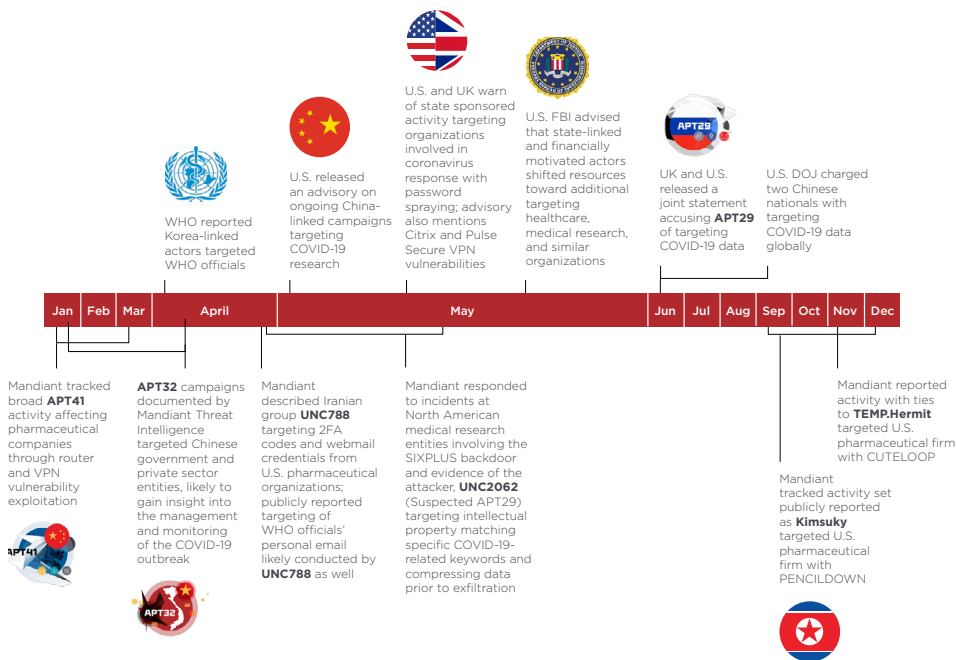 U.S. and UK warn
of state sponsored
activity targeting
organizations
involved in
coronavirus
response with
password
spraying; advisory
also mentions
Citrix and Pulse
Secure VPN
vulnerabilities
U.S. FBI advised
that state-linked
and financially
motivated actors
shifted resources
toward additional
targeting
healthcare,
medical research,
and similar
organizations
APT29
UK and U.S.
released a
joint statement
accusing APT29
of targeting
COVID-19 data
U.S. DOJ charged
two Chinese
nationals with
targeting
COVID-19 data
globally
U.S. released
an advisory on
ongoing China-
linked campaigns
targeting
COVID-19
research
WHO reported
Korea-linked
actors targeted
WHO officials
Jan Feb Mar April May Jun Jul Aug Sep Oct Nov Dec
Mandiant tracked
broad APT41
activity affecting
pharmaceutical
companies
through router
and VPN
vulnerability
exploitation
APT41
APT32 campaigns
documented by
Mandiant Threat
Intelligence
targeted Chinese
government and
private sector
entities, likely to
gain insight into
the management
and monitoring
of the COVID-19
outbreak
APT32
Mandiant
described Iranian
group UNC788
targeting 2FA
codes and webmail
credentials from
U.S. pharmaceutical
organizations;
publicly reported
targeting of
WHO officials'
personal email
likely conducted by
UNC788 as well
Mandiant responded
to incidents at
North American
medical research
entities involving the
SIXPLUS backdoor
and evidence of the
attacker, UNC2062
(Suspected APT29)
targeting intellectual
property matching
specific COVID-19-
related keywords and
compressing data
prior to exfiltration
Mandiant
tracked activity set
publicly reported
as Kimsuky
targeted U.S.
pharmaceutical
firm with
PENCILDOWN
Mandiant reported
activity with ties
to TEMP.Hermit
targeted U.S.
pharmaceutical firm
with CUTELOOP